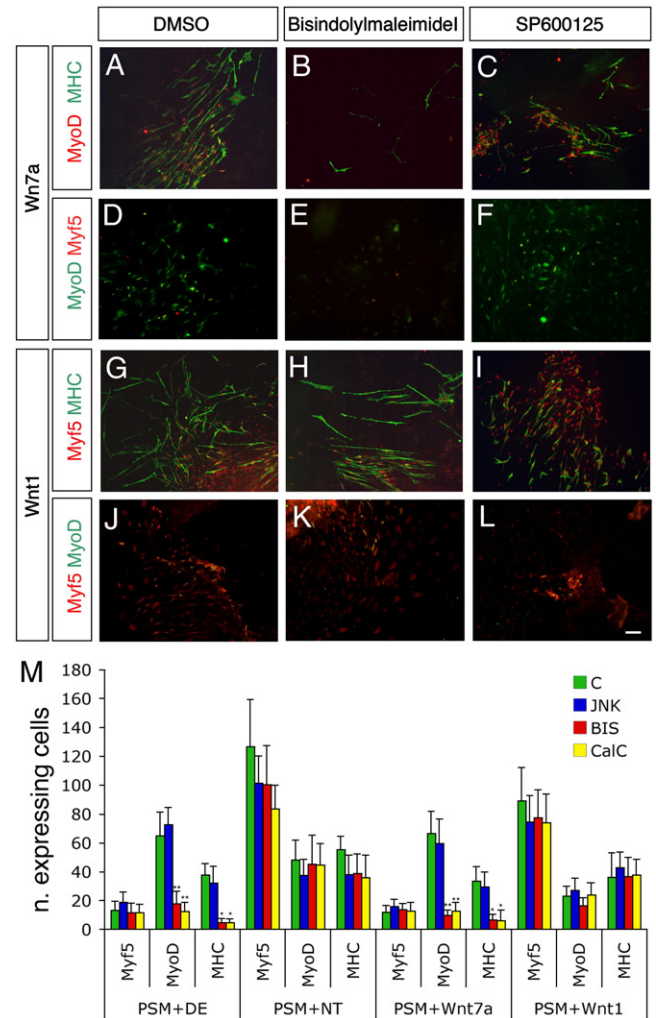 DMSO BisindolylmaleimideI SP600125
Wn7a
MyoD MHC
A B C
MyoD Myf5
D E F
Wnt1
Myf5 MHC
G H I
Myf5 MyoD
J K L
M
n. expressing cells
180
160
140
120
100
80
60
40
20
0
C
JNK
BIS
CalC
** ** * * ** ** * *
Myf5 MyoD MHC Myf5 MyoD MHC Myf5 MyoD MHC Myf5 MyoD MHC
PSM+DE PSM+NT PSM+Wnt7a PSM+Wnt1